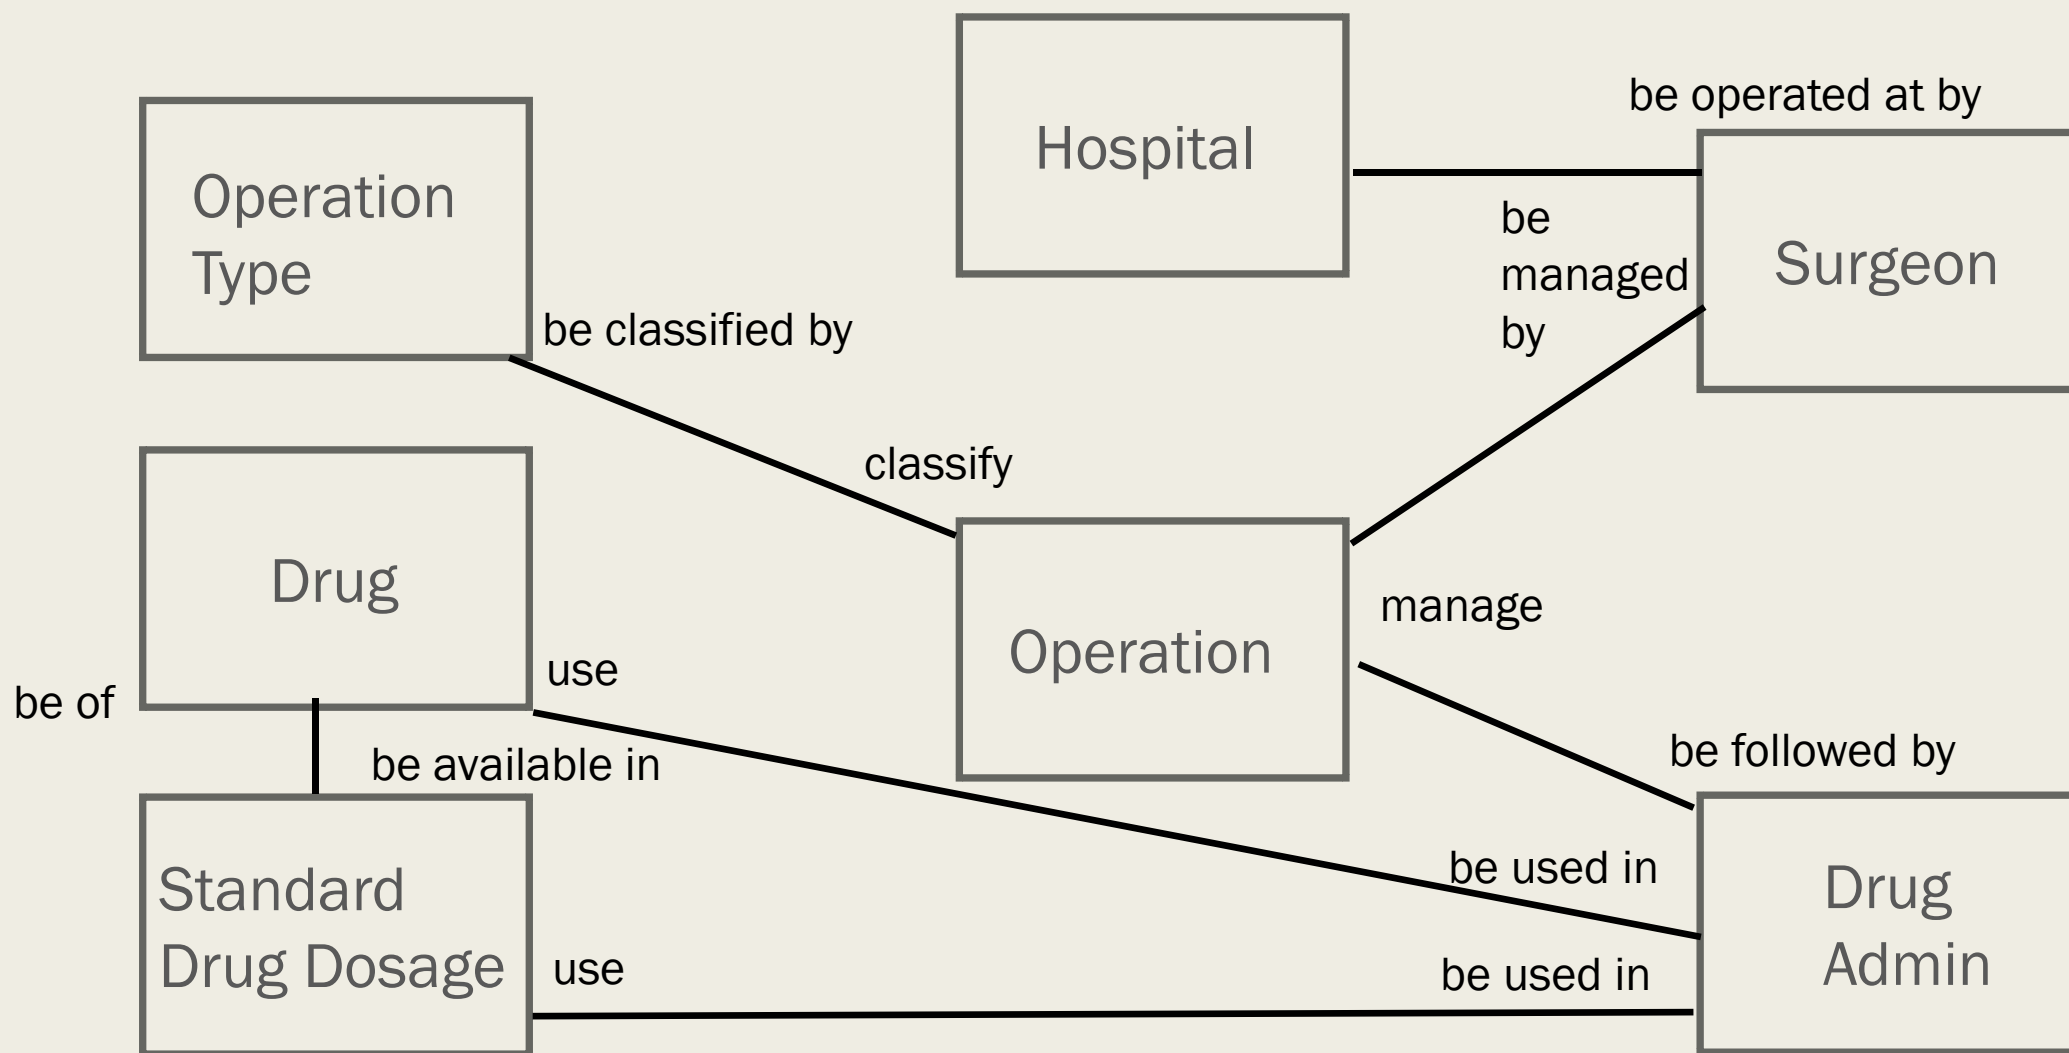 Hospital
be operated at by
Operation
Type
be
managed
by
Surgeon
be classified by
classify
Drug
Operation
manage
use
be of
be available in
be followed by
Standard
Drug Dosage
be used in
Drug
Admin
use
be used in